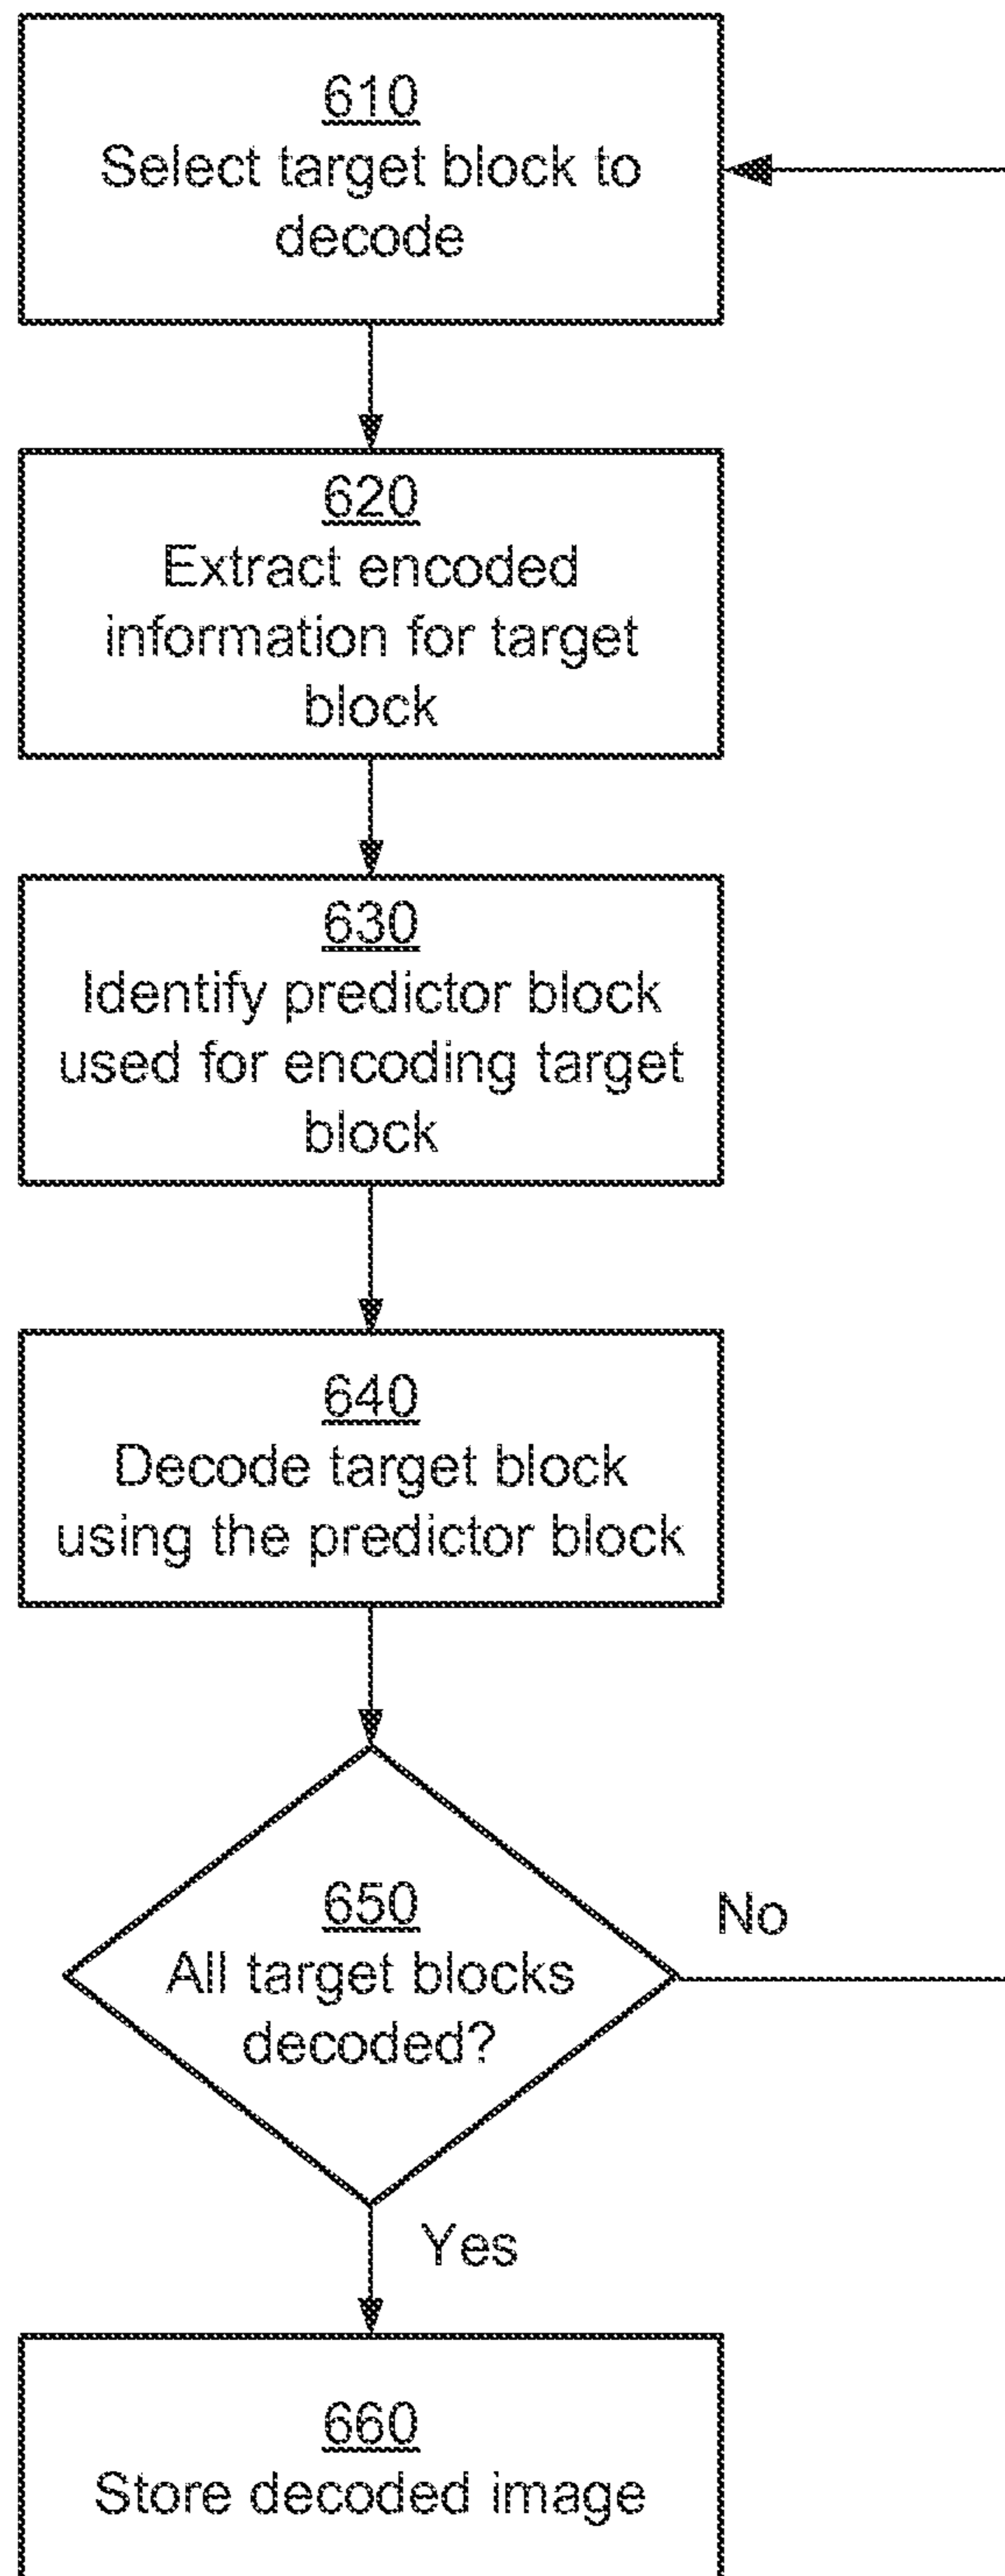 610
Select target block to
decode
620
Extract encoded
information for target
block
630
Identify predictor block
used for encoding target
block
640
Decode target block
using the predictor block
650
All target blocks
decoded?
No
Yes
660
Store decoded image